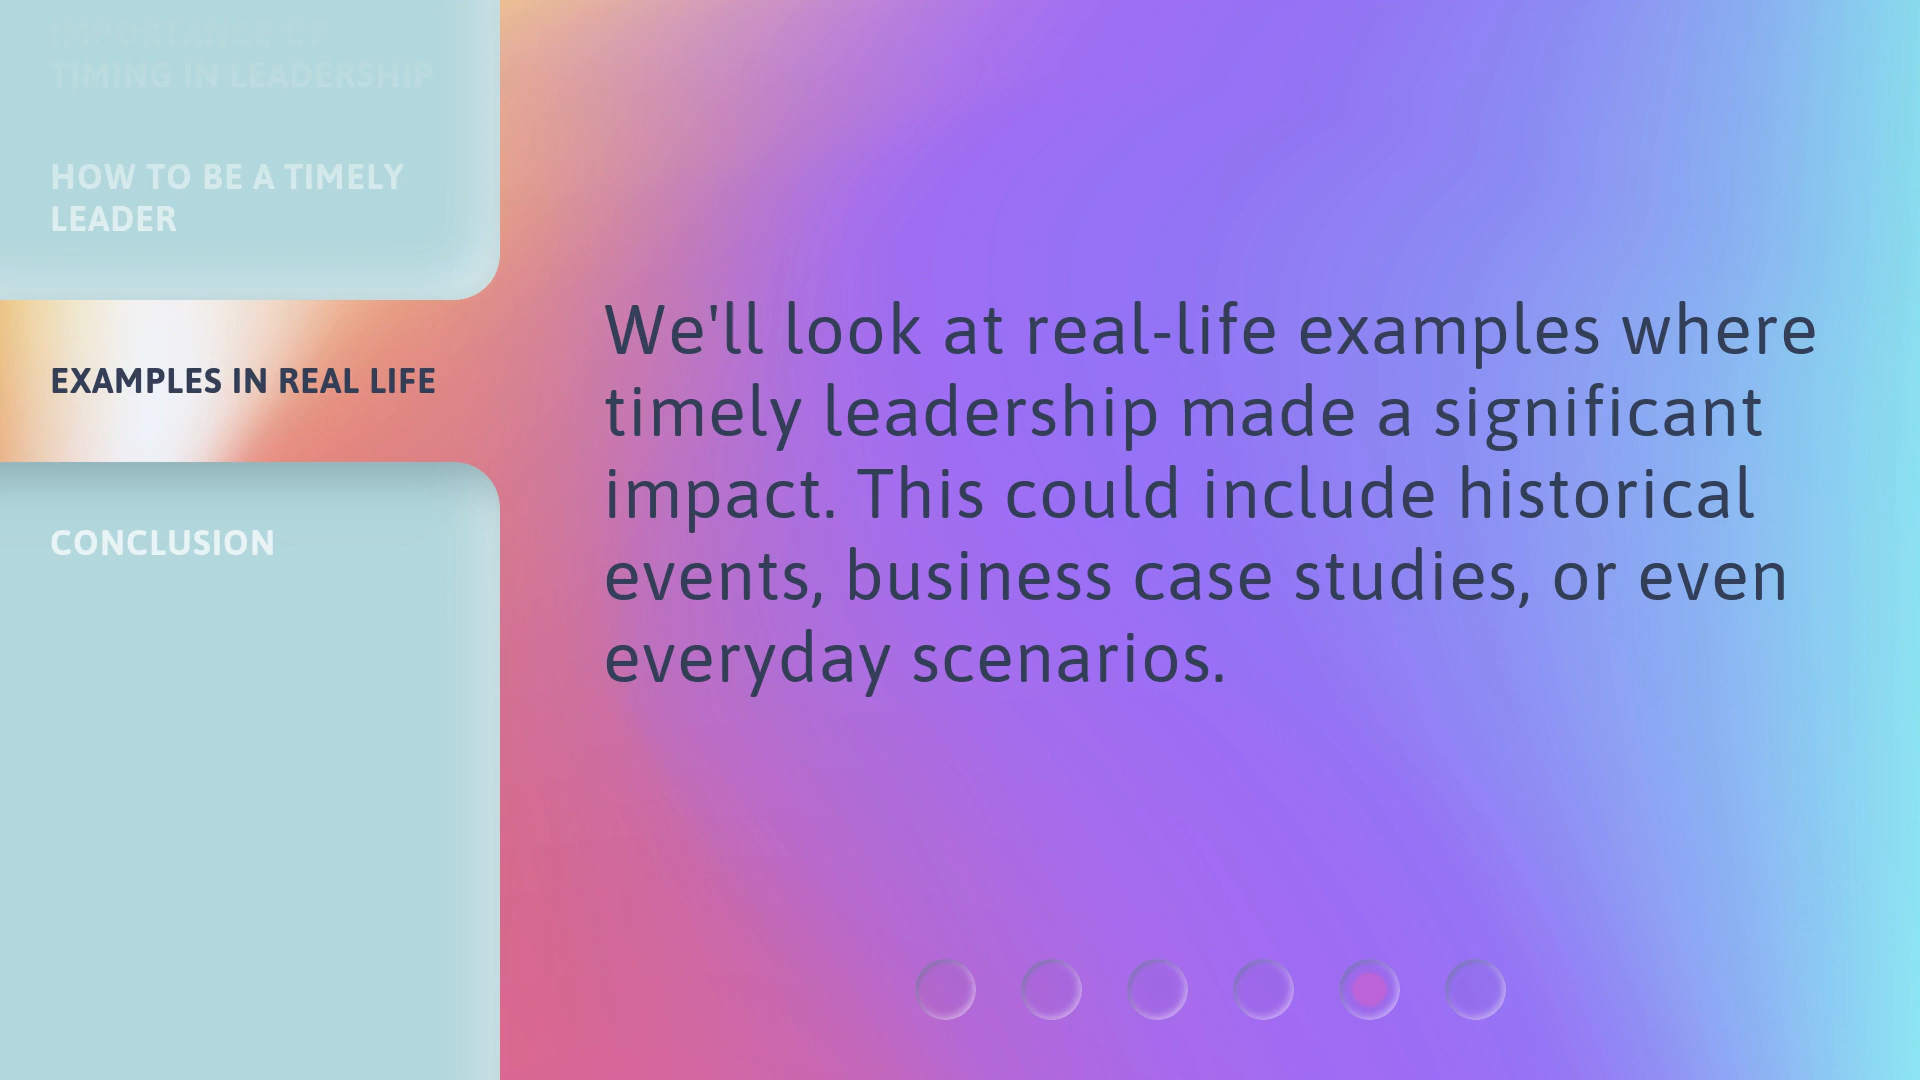 IMPORTANCE OF
TIMING IN LEADERSHIP
HOW TO BE A TIMELY
LEADER
EXAMPLES IN REAL LIFE
CONCLUSION
We'll look at real-life examples where
timely leadership made a significant
impact. This could include historical
events, business case studies, or even
everyday scenarios.